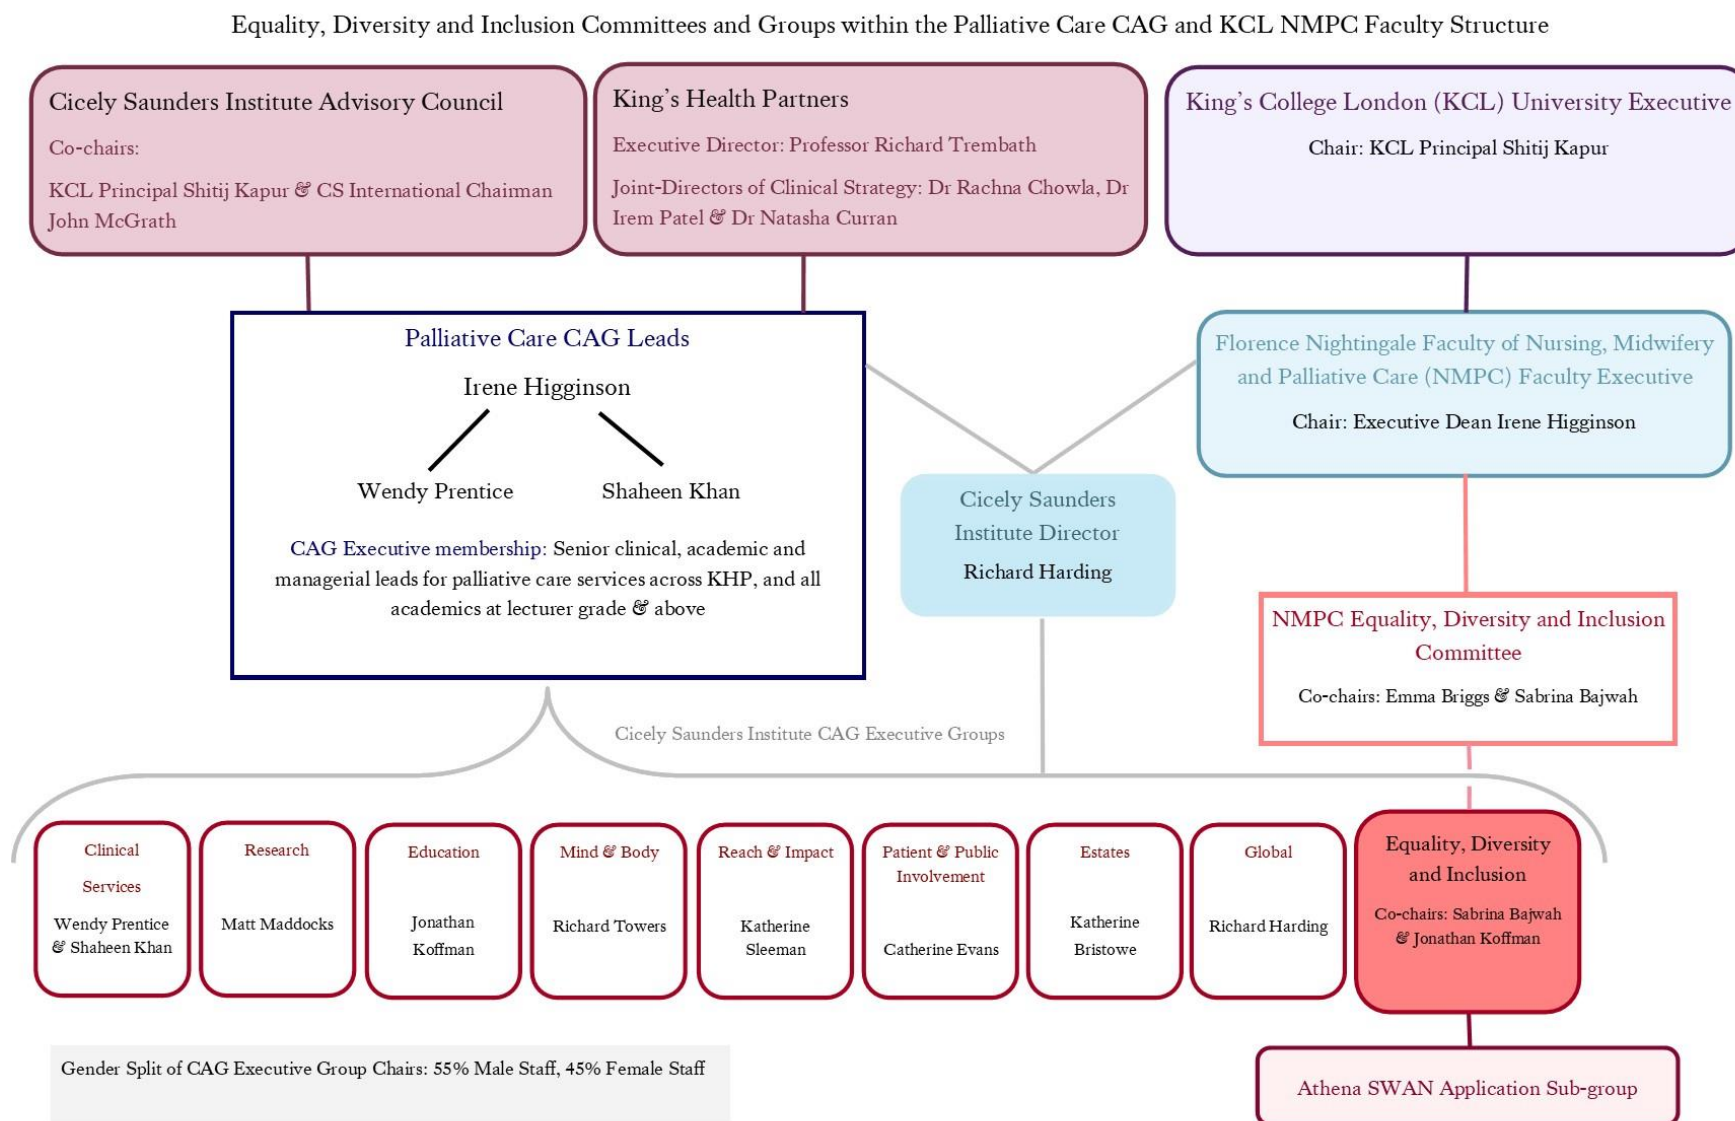 Equality, Diversity and Inclusion Committees and Groups within the Palliative Care CAG and KCL NMPC Faculty Structure
Cicely Saunders Institute Advisory Council
Co-chairs:
KCL Principal Shitij Kapur & CS International Chairman
John McGrath
King's Health Partners
Executive Director: Professor Richard Trembath
Joint-Directors of Clinical Strategy: Dr Rachna Chowla, Dr
Irem Patel & Dr Natasha Curran
King's College London (KCL) University Executive
Chair: KCL Principal Shitij Kapur
Palliative Care CAG Leads
Irene Higginson
Wendy Prentice
Shaheen Khan
CAG Executive membership: Senior clinical, academic and
managerial leads for palliative care services across KHP, and all
academics at lecturer grade & above
Florence Nightingale Faculty of Nursing, Midwifery
and Palliative Care (NMPC) Faculty Executive
Chair: Executive Dean Irene Higginson
Cicely Saunders
Institute Director
Richard Harding
NMPC Equality, Diversity and Inclusion
Committee
Co-chairs: Emma Briggs & Sabrina Bajwah
Cicely Saunders Institute CAG Executive Groups
Clinical
Services
Wendy Prentice
& Shaheen Khan
Research
Matt Maddocks
Education
Jonathan
Koffman
Mind & Body
Richard Towers
Reach & Impact
Katherine
Sleeman
Patient & Public
Involvement
Catherine Evans
Estates
Katherine
Bristowe
Global
Richard Harding
Equality, Diversity
and Inclusion
Co-chairs: Sabrina Bajwah
& Jonathan Koffman
Gender Split of CAG Executive Group Chairs: 55% Male Staff, 45% Female Staff
Athena SWAN Application Sub-group